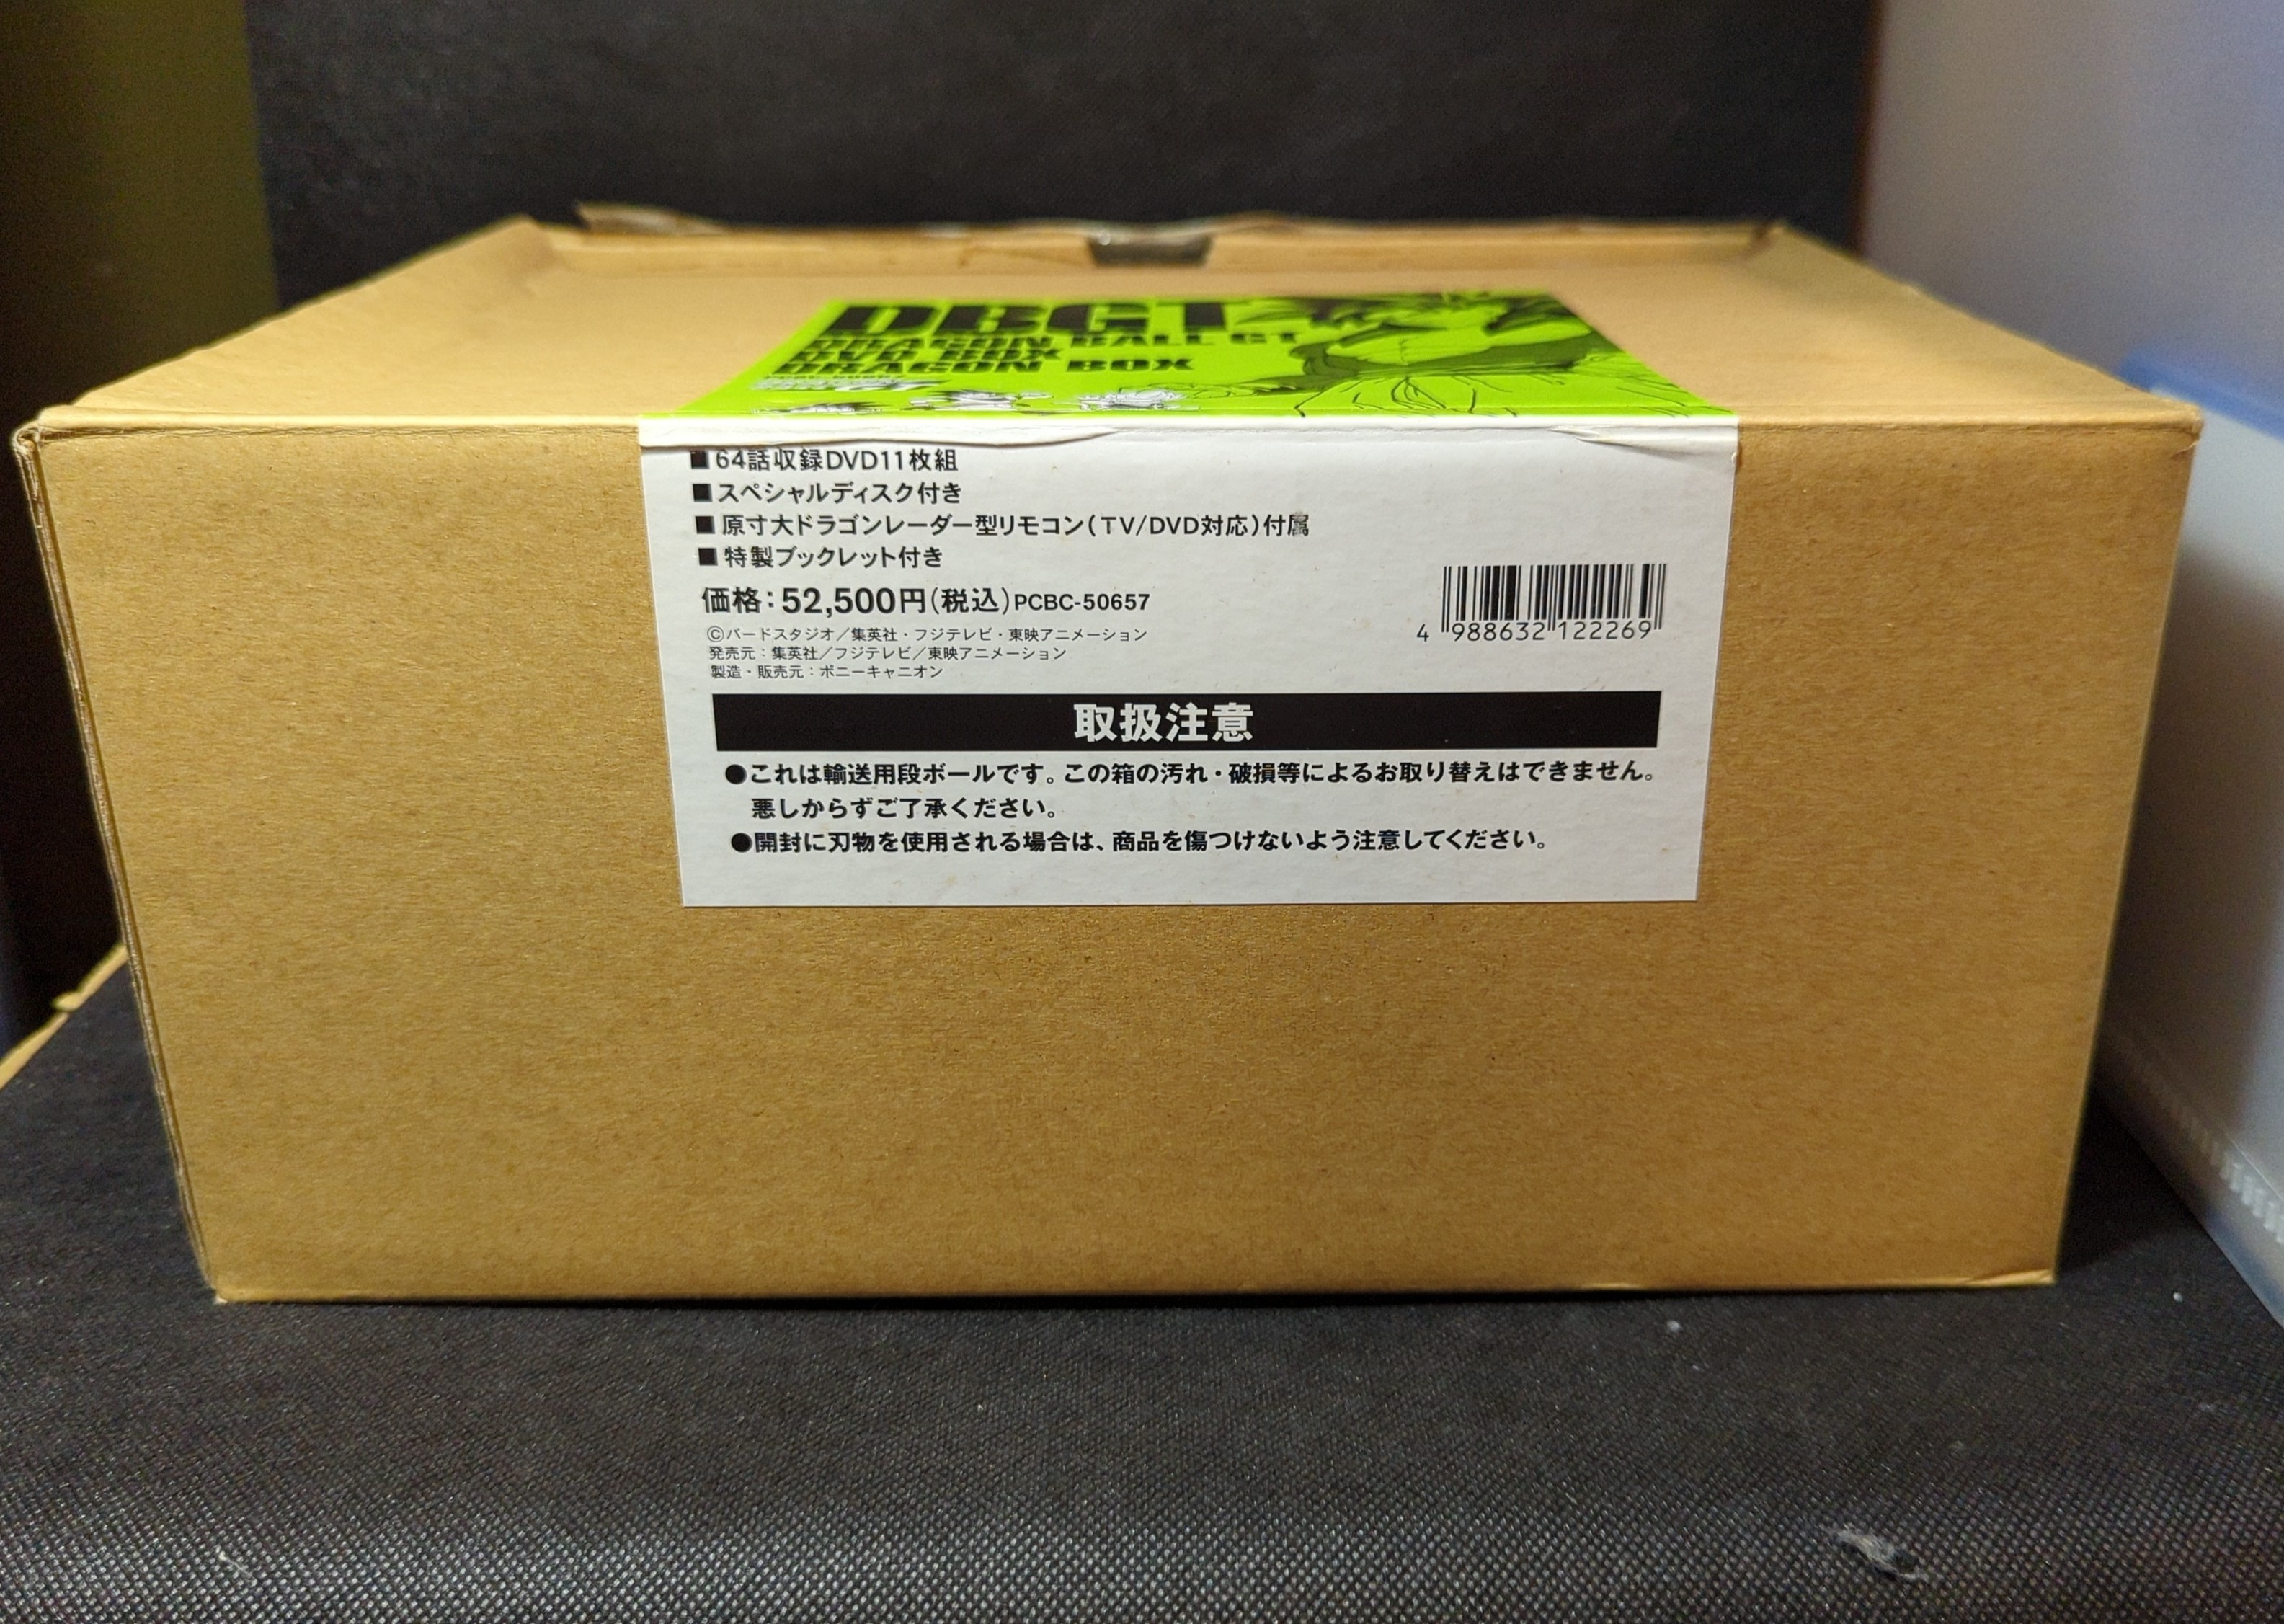 DBGT
DRAGON BALL GT
DVD BOX
DRAGON BOX
■64話収録DVD11枚組
■スペシャルディスク付き
■原寸大ドラゴンレーダー型リモコン(TV/DVD対応)付属
■特製ブックレット付き
価格:52,500円(税込)PCBC-50657
©バードスタジオ/集英社・フジテレビ・東映アニメーション
発売元:集英社/フジテレビ/東映アニメーション
製造・販売元:ポニーキャニオン
4 988632 122269
取扱注意
●これは輸送用段ボールです。この箱の汚れ・破損等によるお取り替えはできません。
悪しからずご了承ください。
●開封に刃物を使用される場合は、商品を傷つけないよう注意してください。